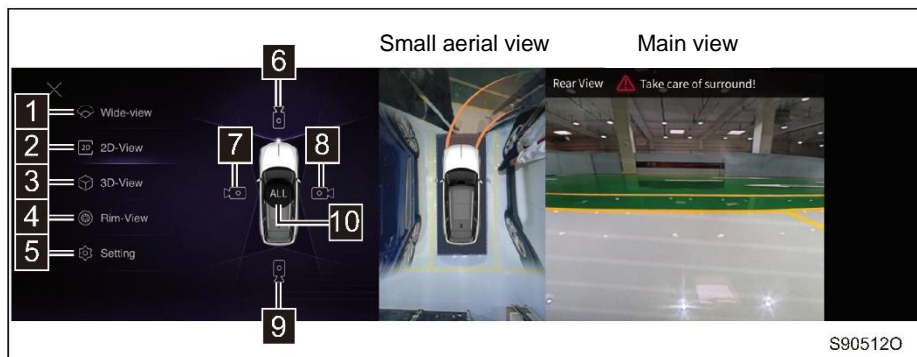 Small aerial view
Main view
6
Rear View Take care of surround!
1 Wide-view
2 2D 2D-View
7
8
3 3D-View
ALL
4 Rim-View
10
5 Setting
9
S90512O